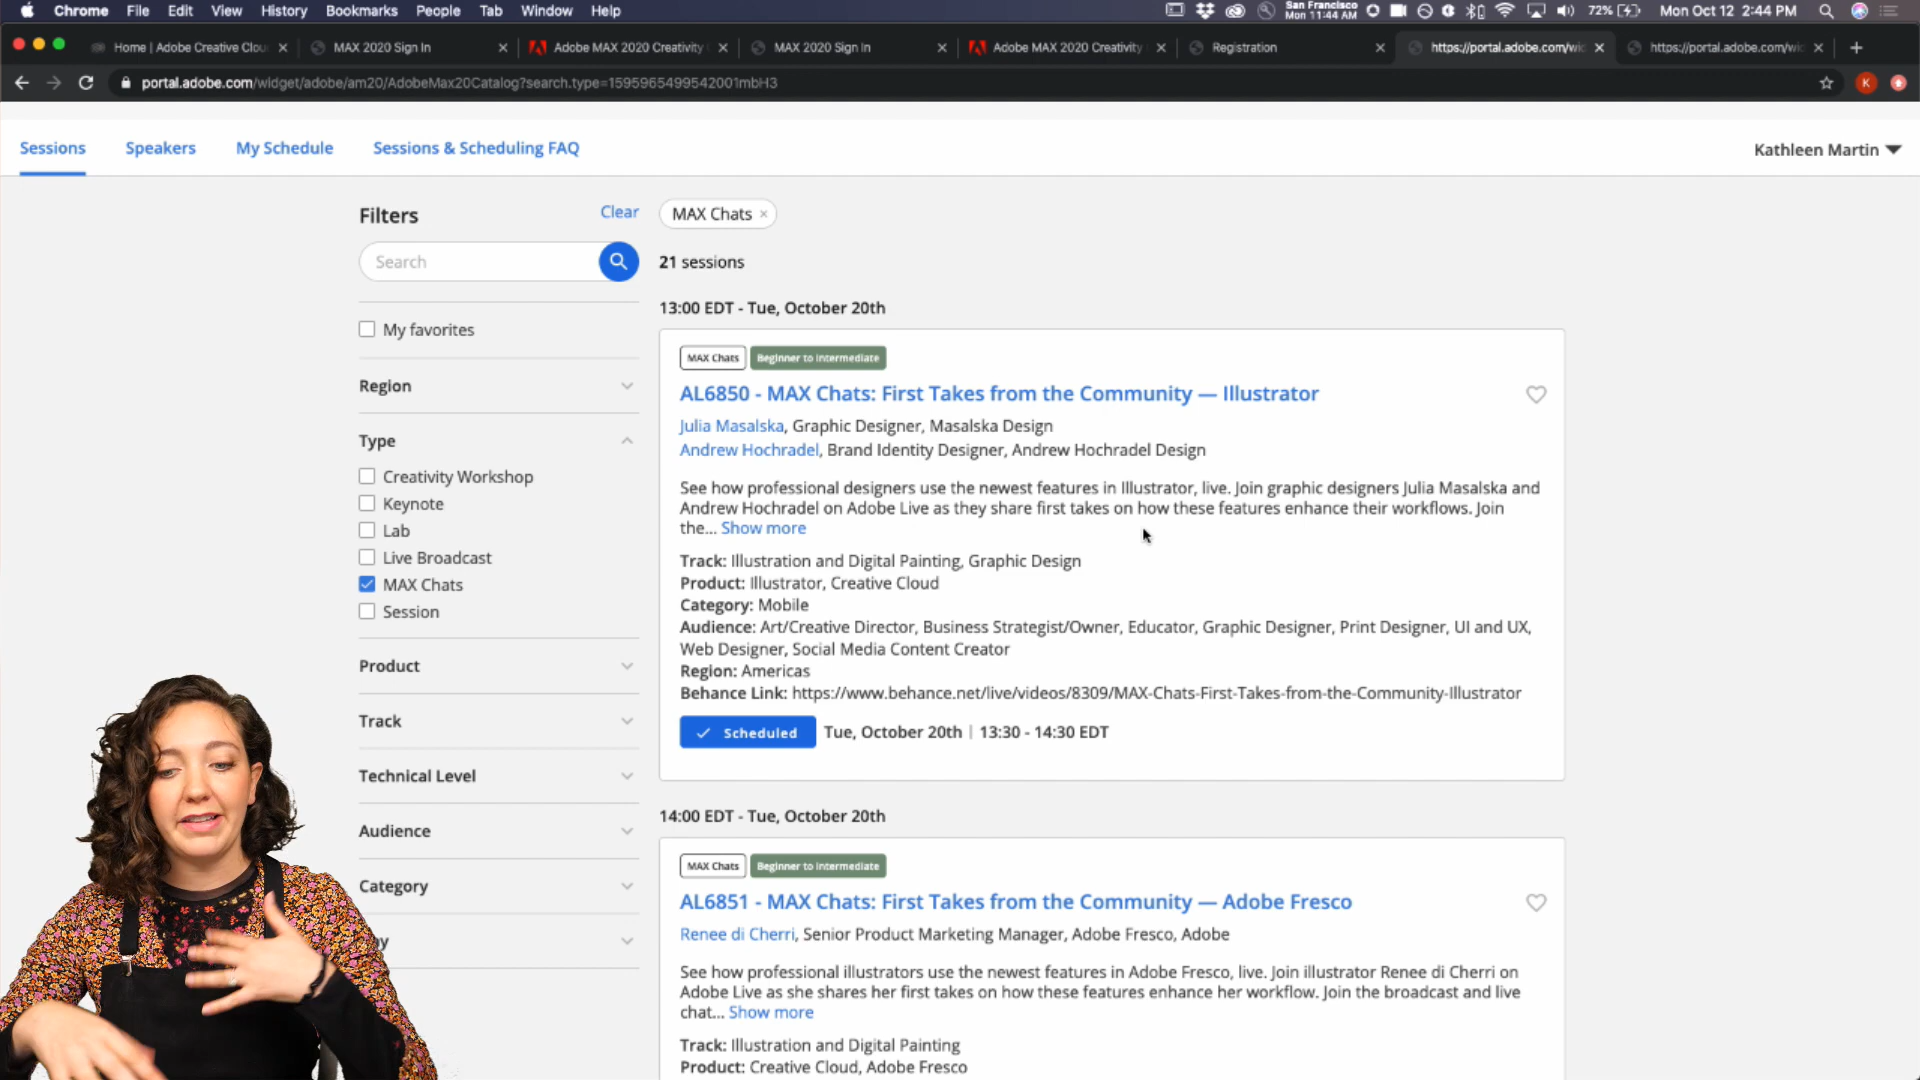 Chrome File Edit View History Bookmarks People Tab Window Help
San Francisco
Mon 11:44 AM
72% Mon Oct 12 2:44 PM
Home | Adobe Creative Clou
MAX 2020 Sign In
Adobe MAX 2020 Creativity
MAX 2020 Sign In
Adobe MAX 2020 Creativity
Registration
https://portal.adobe.com/wid
https://portal.adobe.com/wid
portal.adobe.com/widget/adobe/am20/AdobeMax20Catalog?search.type=1595965499542001mbH3
K
Sessions Speakers My Schedule Sessions & Scheduling FAQ
Kathleen Martin
Filters
Clear
Search
My favorites
Region
Type
Creativity Workshop
Keynote
Lab
Live Broadcast
MAX Chats
Session
Product
Track
Technical Level
Audience
Category
MAX Chats ×
21 sessions
13:00 EDT - Tue, October 20th
MAX Chats Beginner to Intermediate
AL6850 - MAX Chats: First Takes from the Community — Illustrator
Julia Masalska, Graphic Designer, Masalska Design
Andrew Hochradel, Brand Identity Designer, Andrew Hochradel Design
See how professional designers use the newest features in Illustrator, live. Join graphic designers Julia Masalska and
Andrew Hochradel on Adobe Live as they share first takes on how these features enhance their workflows. Join
the... Show more
Track: Illustration and Digital Painting, Graphic Design
Product: Illustrator, Creative Cloud
Category: Mobile
Audience: Art/Creative Director, Business Strategist/Owner, Educator, Graphic Designer, Print Designer, UI and UX,
Web Designer, Social Media Content Creator
Region: Americas
Behance Link: https://www.behance.net/live/videos/8309/MAX-Chats-First-Takes-from-the-Community-Illustrator
Scheduled Tue, October 20th | 13:30 - 14:30 EDT
14:00 EDT - Tue, October 20th
MAX Chats Beginner to Intermediate
AL6851 - MAX Chats: First Takes from the Community — Adobe Fresco
Renee di Cherri, Senior Product Marketing Manager, Adobe Fresco, Adobe
See how professional illustrators use the newest features in Adobe Fresco, live. Join illustrator Renee di Cherri on
Adobe Live as she shares her first takes on how these features enhance her workflow. Join the broadcast and live
chat... Show more
Track: Illustration and Digital Painting
Product: Creative Cloud, Adobe Fresco